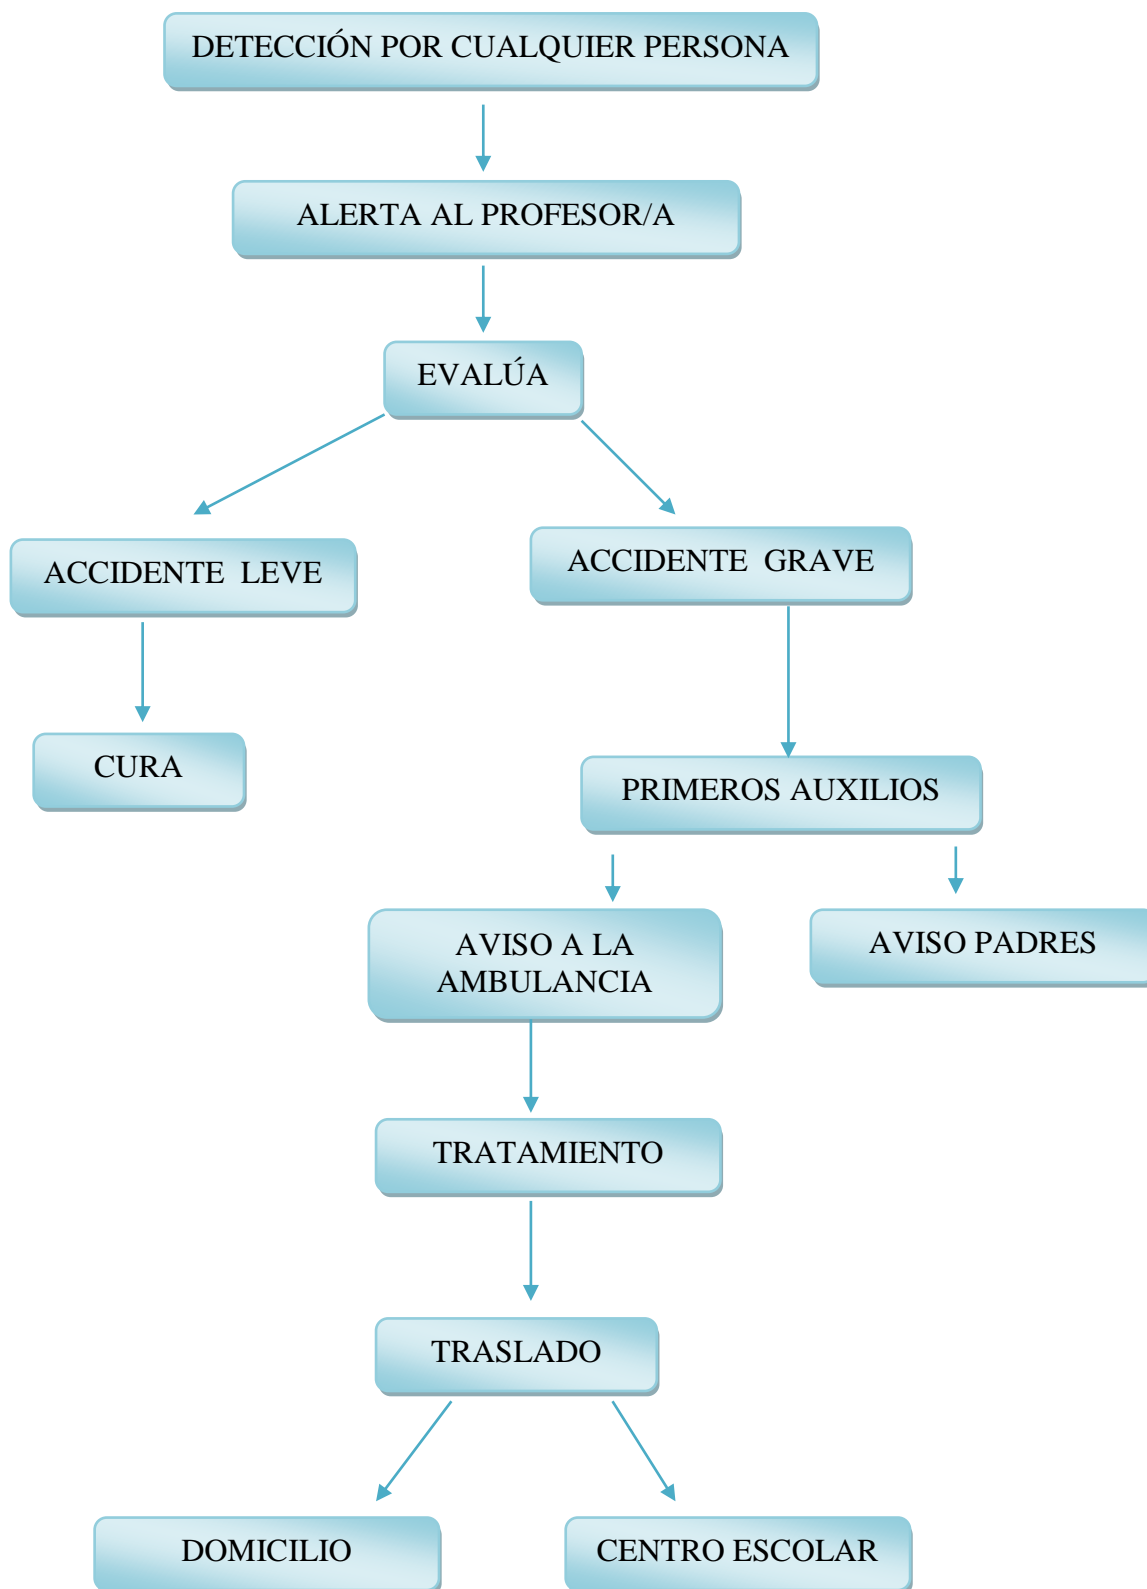 DETECCIÓN POR CUALQUIER PERSONA
ALERTA AL PROFESOR/A
EVALÚA
ACCIDENTE LEVE
ACCIDENTE GRAVE
CURA
PRIMEROS AUXILIOS
AVISO A LA
AMBULANCIA
AVISO PADRES
TRATAMIENTO
TRASLADO
DOMICILIO
CENTRO ESCOLAR